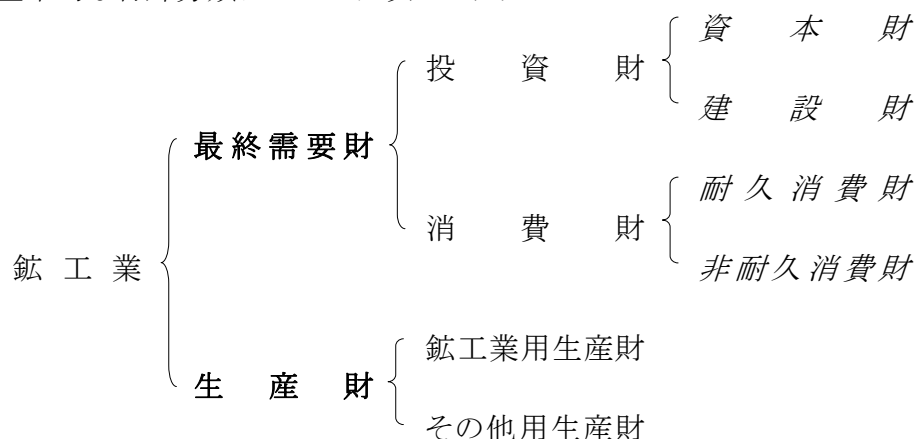 資本財
投資財
建設財
最終需要財
耐久消費財
消費財
鉱工業
非耐久消費財
鉱工業用生産財
生産財
その他用生産財